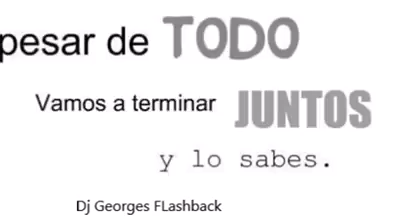 pesar de TODO
Vamos a terminar JUNTOS
y lo sabes.
Dj Georges FLashback